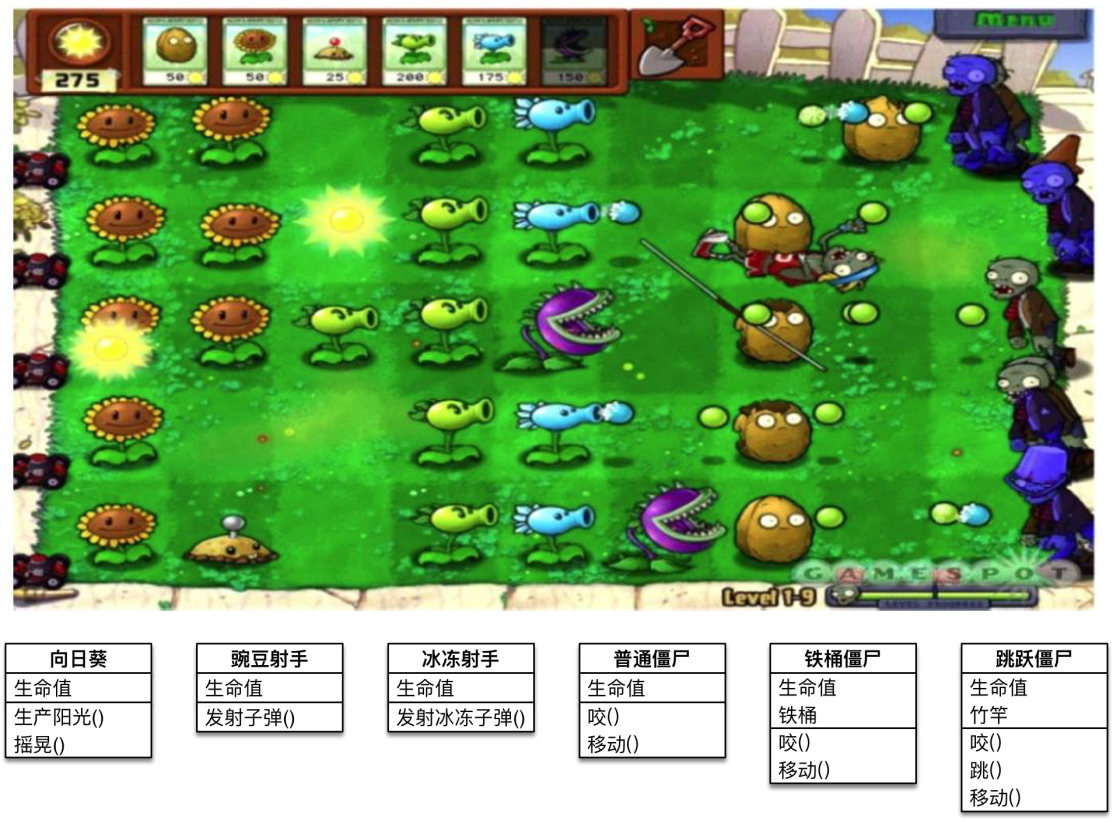 Menu
275
50
50
25
200
175
150
GAMESPOT
Level 1-9
LEVEL PROGRESS
向日葵
生命值
生产阳光()
摇晃()
豌豆射手
生命值
发射子弹()
冰冻射手
生命值
发射冰冻子弹()
普通僵尸
生命值
咬()
移动()
铁桶僵尸
生命值
铁桶
咬()
移动()
跳跃僵尸
生命值
竹竿
咬()
跳()
移动()